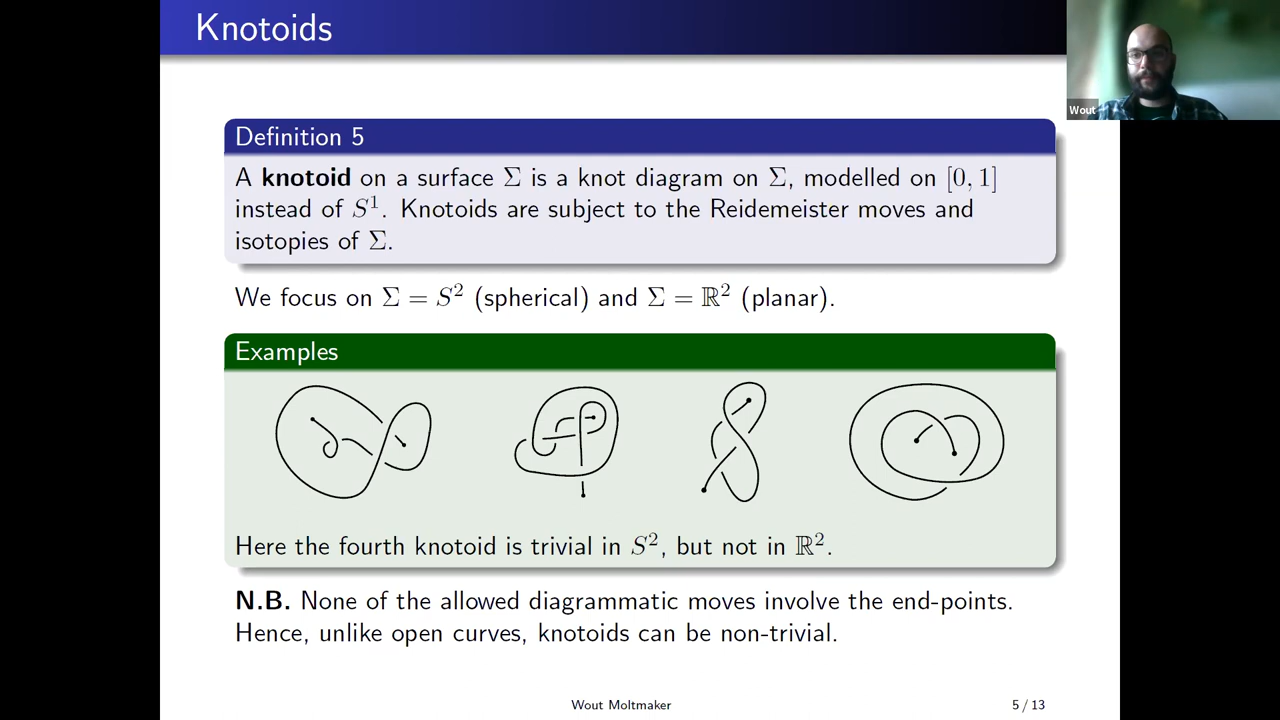 Knotoids
Wout
Definition 5
A knotoid on a surface Σ is a knot diagram on Σ, modelled on [0, 1]
instead of S¹. Knotoids are subject to the Reidemeister moves and
isotopies of Σ.
We focus on Σ = S² (spherical) and Σ = ℝ² (planar).
Examples
Here the fourth knotoid is trivial in S², but not in ℝ².
N.B. None of the allowed diagrammatic moves involve the end-points.
Hence, unlike open curves, knotoids can be non-trivial.
Wout Moltmaker
5 / 13